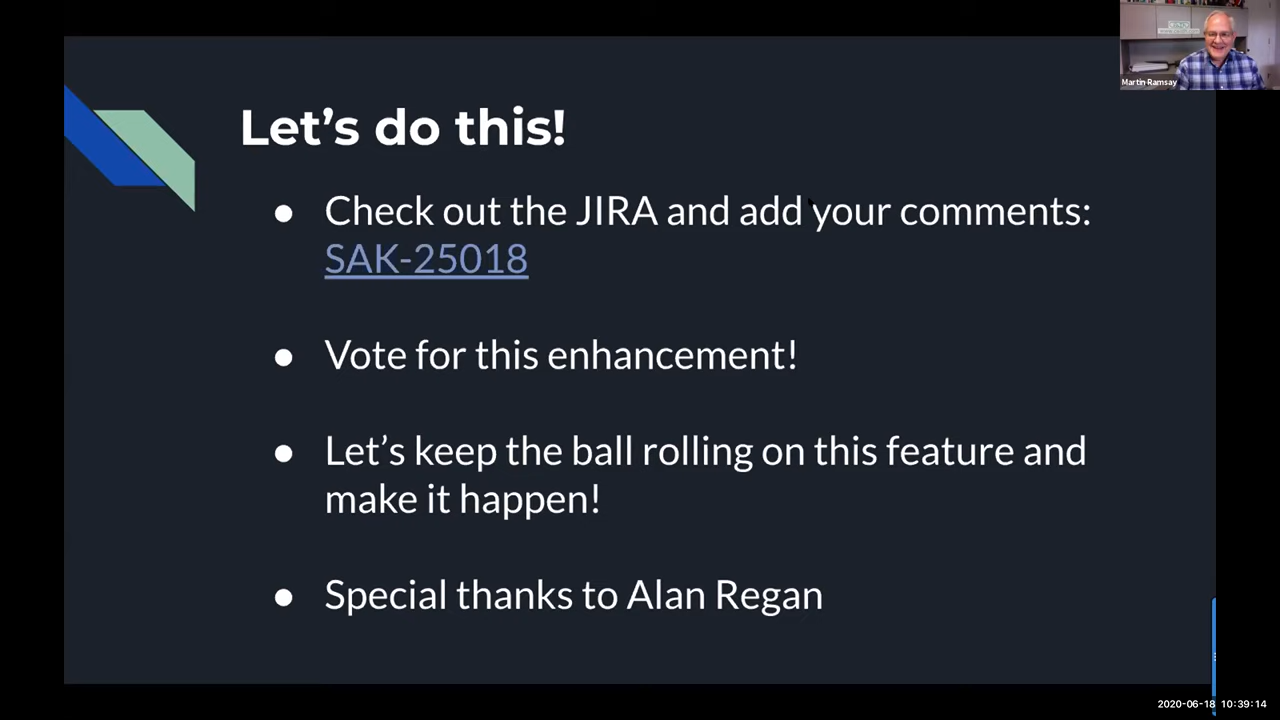 Martin Ramsay
Let's do this!
● Check out the JIRA and add your comments:
SAK-25018
● Vote for this enhancement!
● Let's keep the ball rolling on this feature and
make it happen!
● Special thanks to Alan Regan
2020-06-18 10:39:14